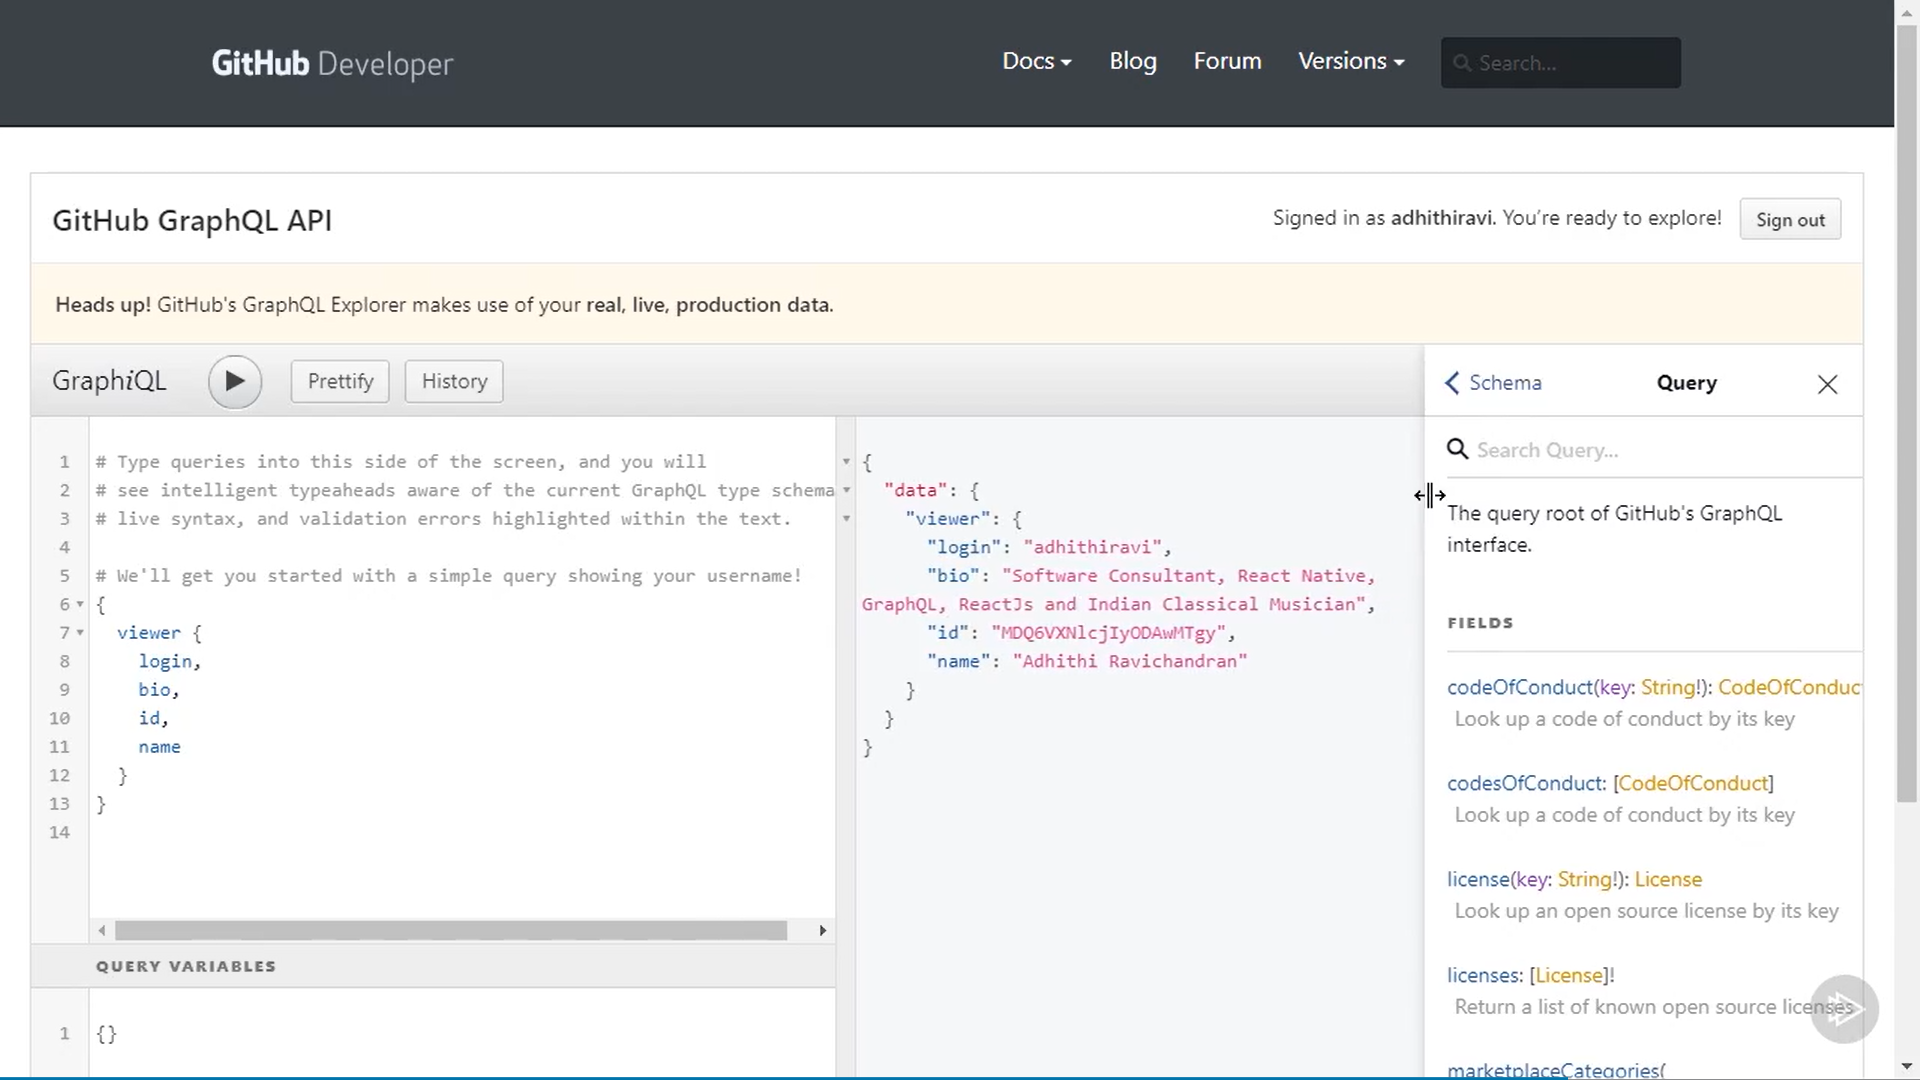 GitHub Developer
Docs
Blog
Forum
Versions
Search...
GitHub GraphQL API
Signed in as adhithiravi. You're ready to explore!
Sign out
Heads up! GitHub's GraphQL Explorer makes use of your real, live, production data.
GraphiQL
Prettify
History
Schema
Query
1 # Type queries into this side of the screen, and you will
2 # see intelligent typeaheads aware of the current GraphQL type schema
3 # live syntax, and validation errors highlighted within the text.
4
5 # We'll get you started with a simple query showing your username!
6 {
7 viewer {
8 login,
9 bio,
10 id,
11 name
12 }
13 }
14
QUERY VARIABLES
1 {}
{
"data": {
"viewer": {
"login": "adhithiravi",
"bio": "Software Consultant, React Native,
GraphQL, ReactJs and Indian Classical Musician",
"id": "MDQ6VXNlcjIyODAwMTgy",
"name": "Adhithi Ravichandran"
}
}
}
Search Query...
The query root of GitHub's GraphQL
interface.
FIELDS
codeOfConduct(key: String!): CodeOfConduc
Look up a code of conduct by its key
codesOfConduct: [CodeOfConduct]
Look up a code of conduct by its key
license(key: String!): License
Look up an open source license by its key
licenses: [License]!
Return a list of known open source licenses
marketplaceCategories(